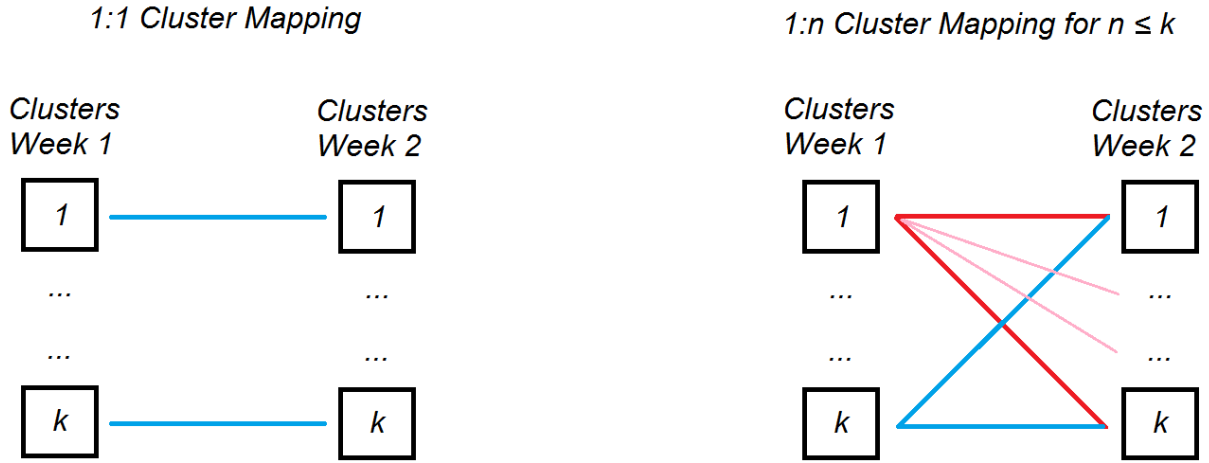 1:1 Cluster Mapping
Clusters
Week 1
Clusters
Week 2
1
1
...
...
...
...
k
k
1:n Cluster Mapping for n ≤ k
Clusters
Week 1
Clusters
Week 2
1
1
...
...
...
...
k
k